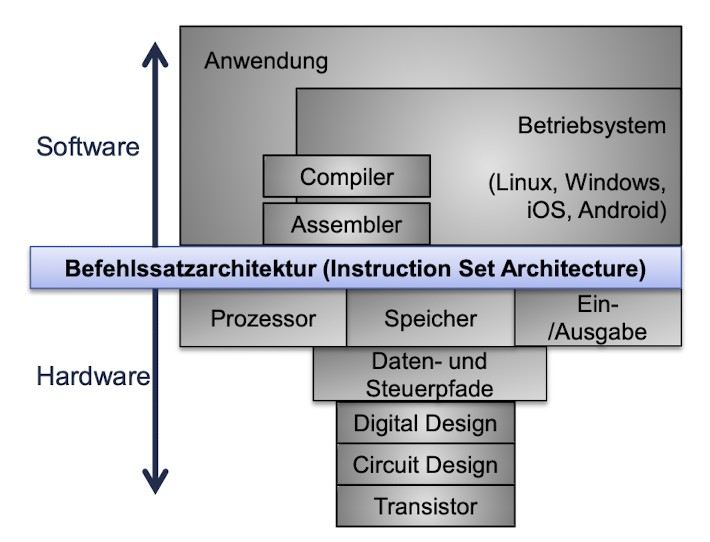 Anwendung
Betriebsystem
Software
Compiler
(Linux, Windows,
iOS, Android)
Assembler
Befehlssatzarchitektur (Instruction Set Architecture)
Prozessor
Speicher
Ein-
/Ausgabe
Hardware
Daten- und
Steuerpfade
Digital Design
Circuit Design
Transistor